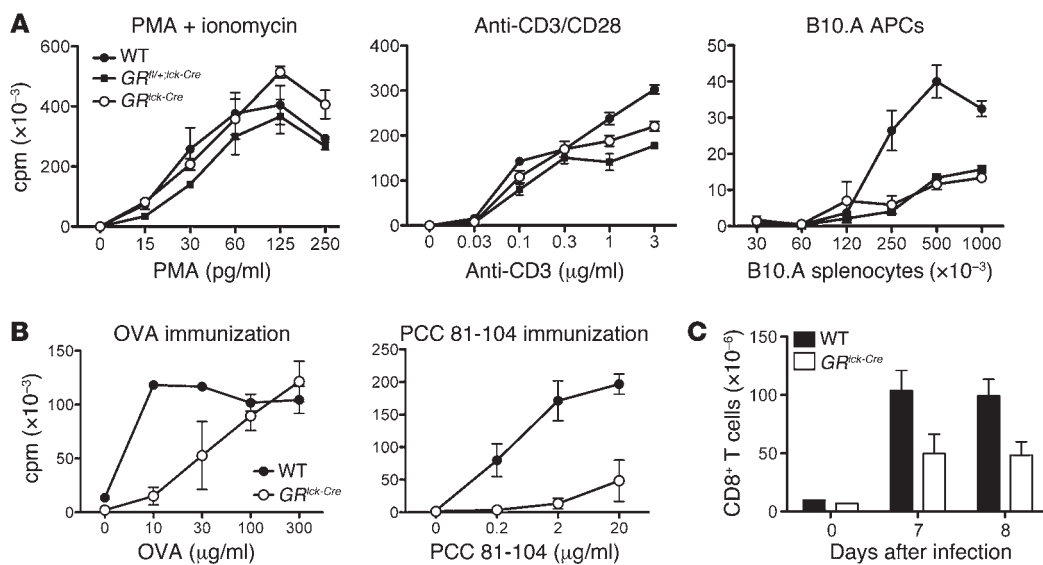 A
PMA + ionomycin
Anti-CD3/CD28
B10.A APCs
WT
GRfl/+;lck-Cre
GRlck-Cre
cpm (×10⁻³)
600
400
200
0
0 15 30 60 125 250
PMA (pg/ml)
400
300
200
100
0
0 0.03 0.1 0.3 1 3
Anti-CD3 (µg/ml)
50
40
30
20
10
0
30 60 120 250 500 1000
B10.A splenocytes (×10⁻³)
B
OVA immunization
PCC 81-104 immunization
cpm (×10⁻³)
150
100
50
0
0 10 30 100 300
OVA (µg/ml)
WT
GRlck-Cre
250
200
150
100
50
0
0 0.2 2 20
PCC 81-104 (µg/ml)
C
WT
GRlck-Cre
CD8⁺ T cells (×10⁻⁶)
150
100
50
0
0 7 8
Days after infection